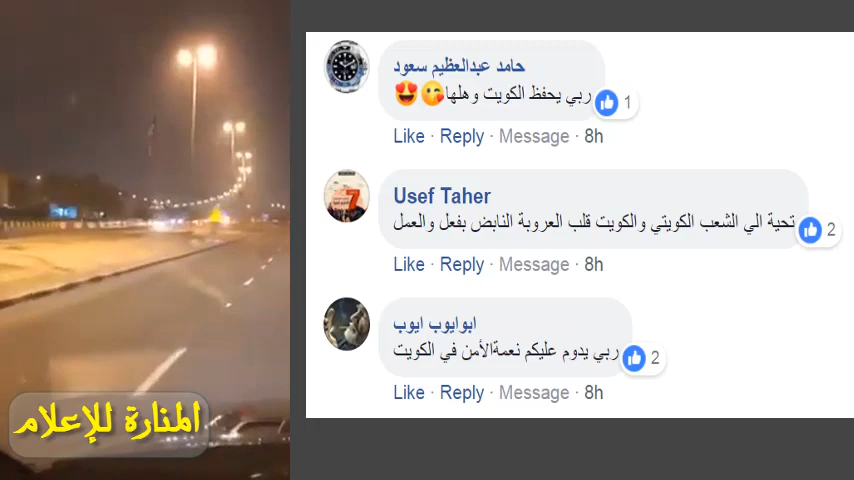 حامد عبدالعظيم سعود
ربي يحفظ الكويت وهلها😘😍
1
Like · Reply · Message · 8h
Usef Taher
تحية الي الشعب الكويتي والكويت قلب العروبة النابض بفعل والعمل
2
Like · Reply · Message · 8h
ابوايوب ايوب
ربي يدوم عليكم نعمةالأمن في الكويت
2
Like · Reply · Message · 8h
المنارة للإعلام